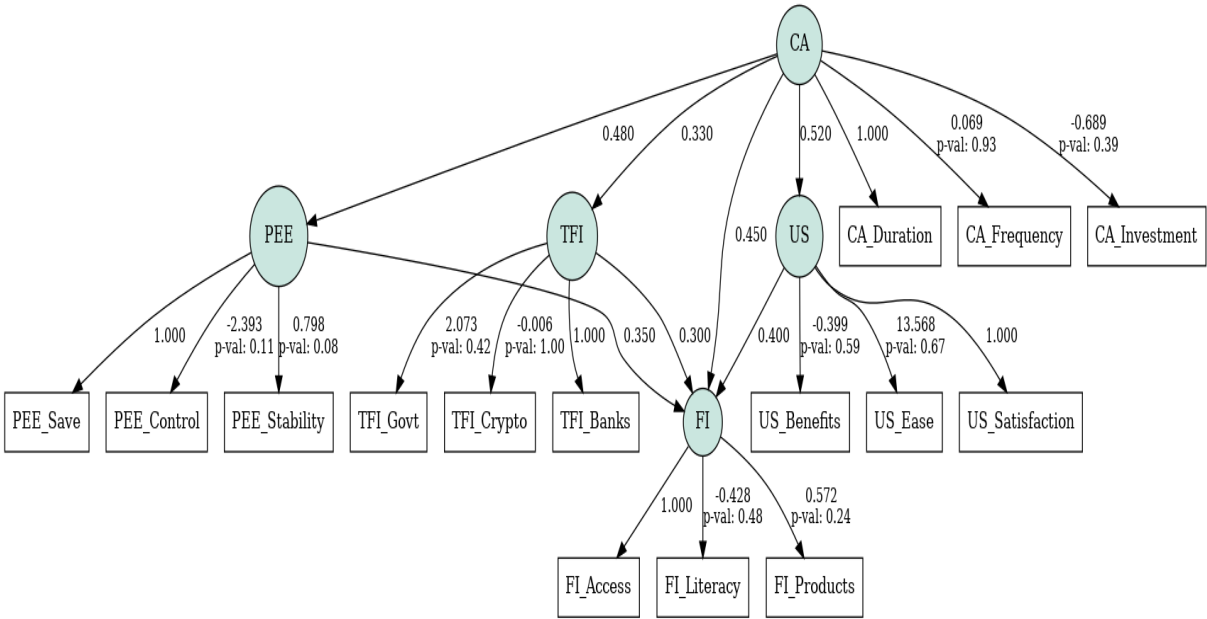 CA
0.480
0.330
0.520
1.000
0.069
p-val: 0.93
-0.689
p-val: 0.39
PEE
TFI
0.450
US
CA_Duration
CA_Frequency
CA_Investment
1.000
-2.393
p-val: 0.11
0.798
p-val: 0.08
2.073
p-val: 0.42
-0.006
p-val: 1.00
1.000
0.350
0.300
0.400
-0.399
p-val: 0.59
13.568
p-val: 0.67
1.000
PEE_Save
PEE_Control
PEE_Stability
TFI_Govt
TFI_Crypto
TFI_Banks
FI
US_Benefits
US_Ease
US_Satisfaction
1.000
-0.428
p-val: 0.48
0.572
p-val: 0.24
FI_Access
FI_Literacy
FI_Products